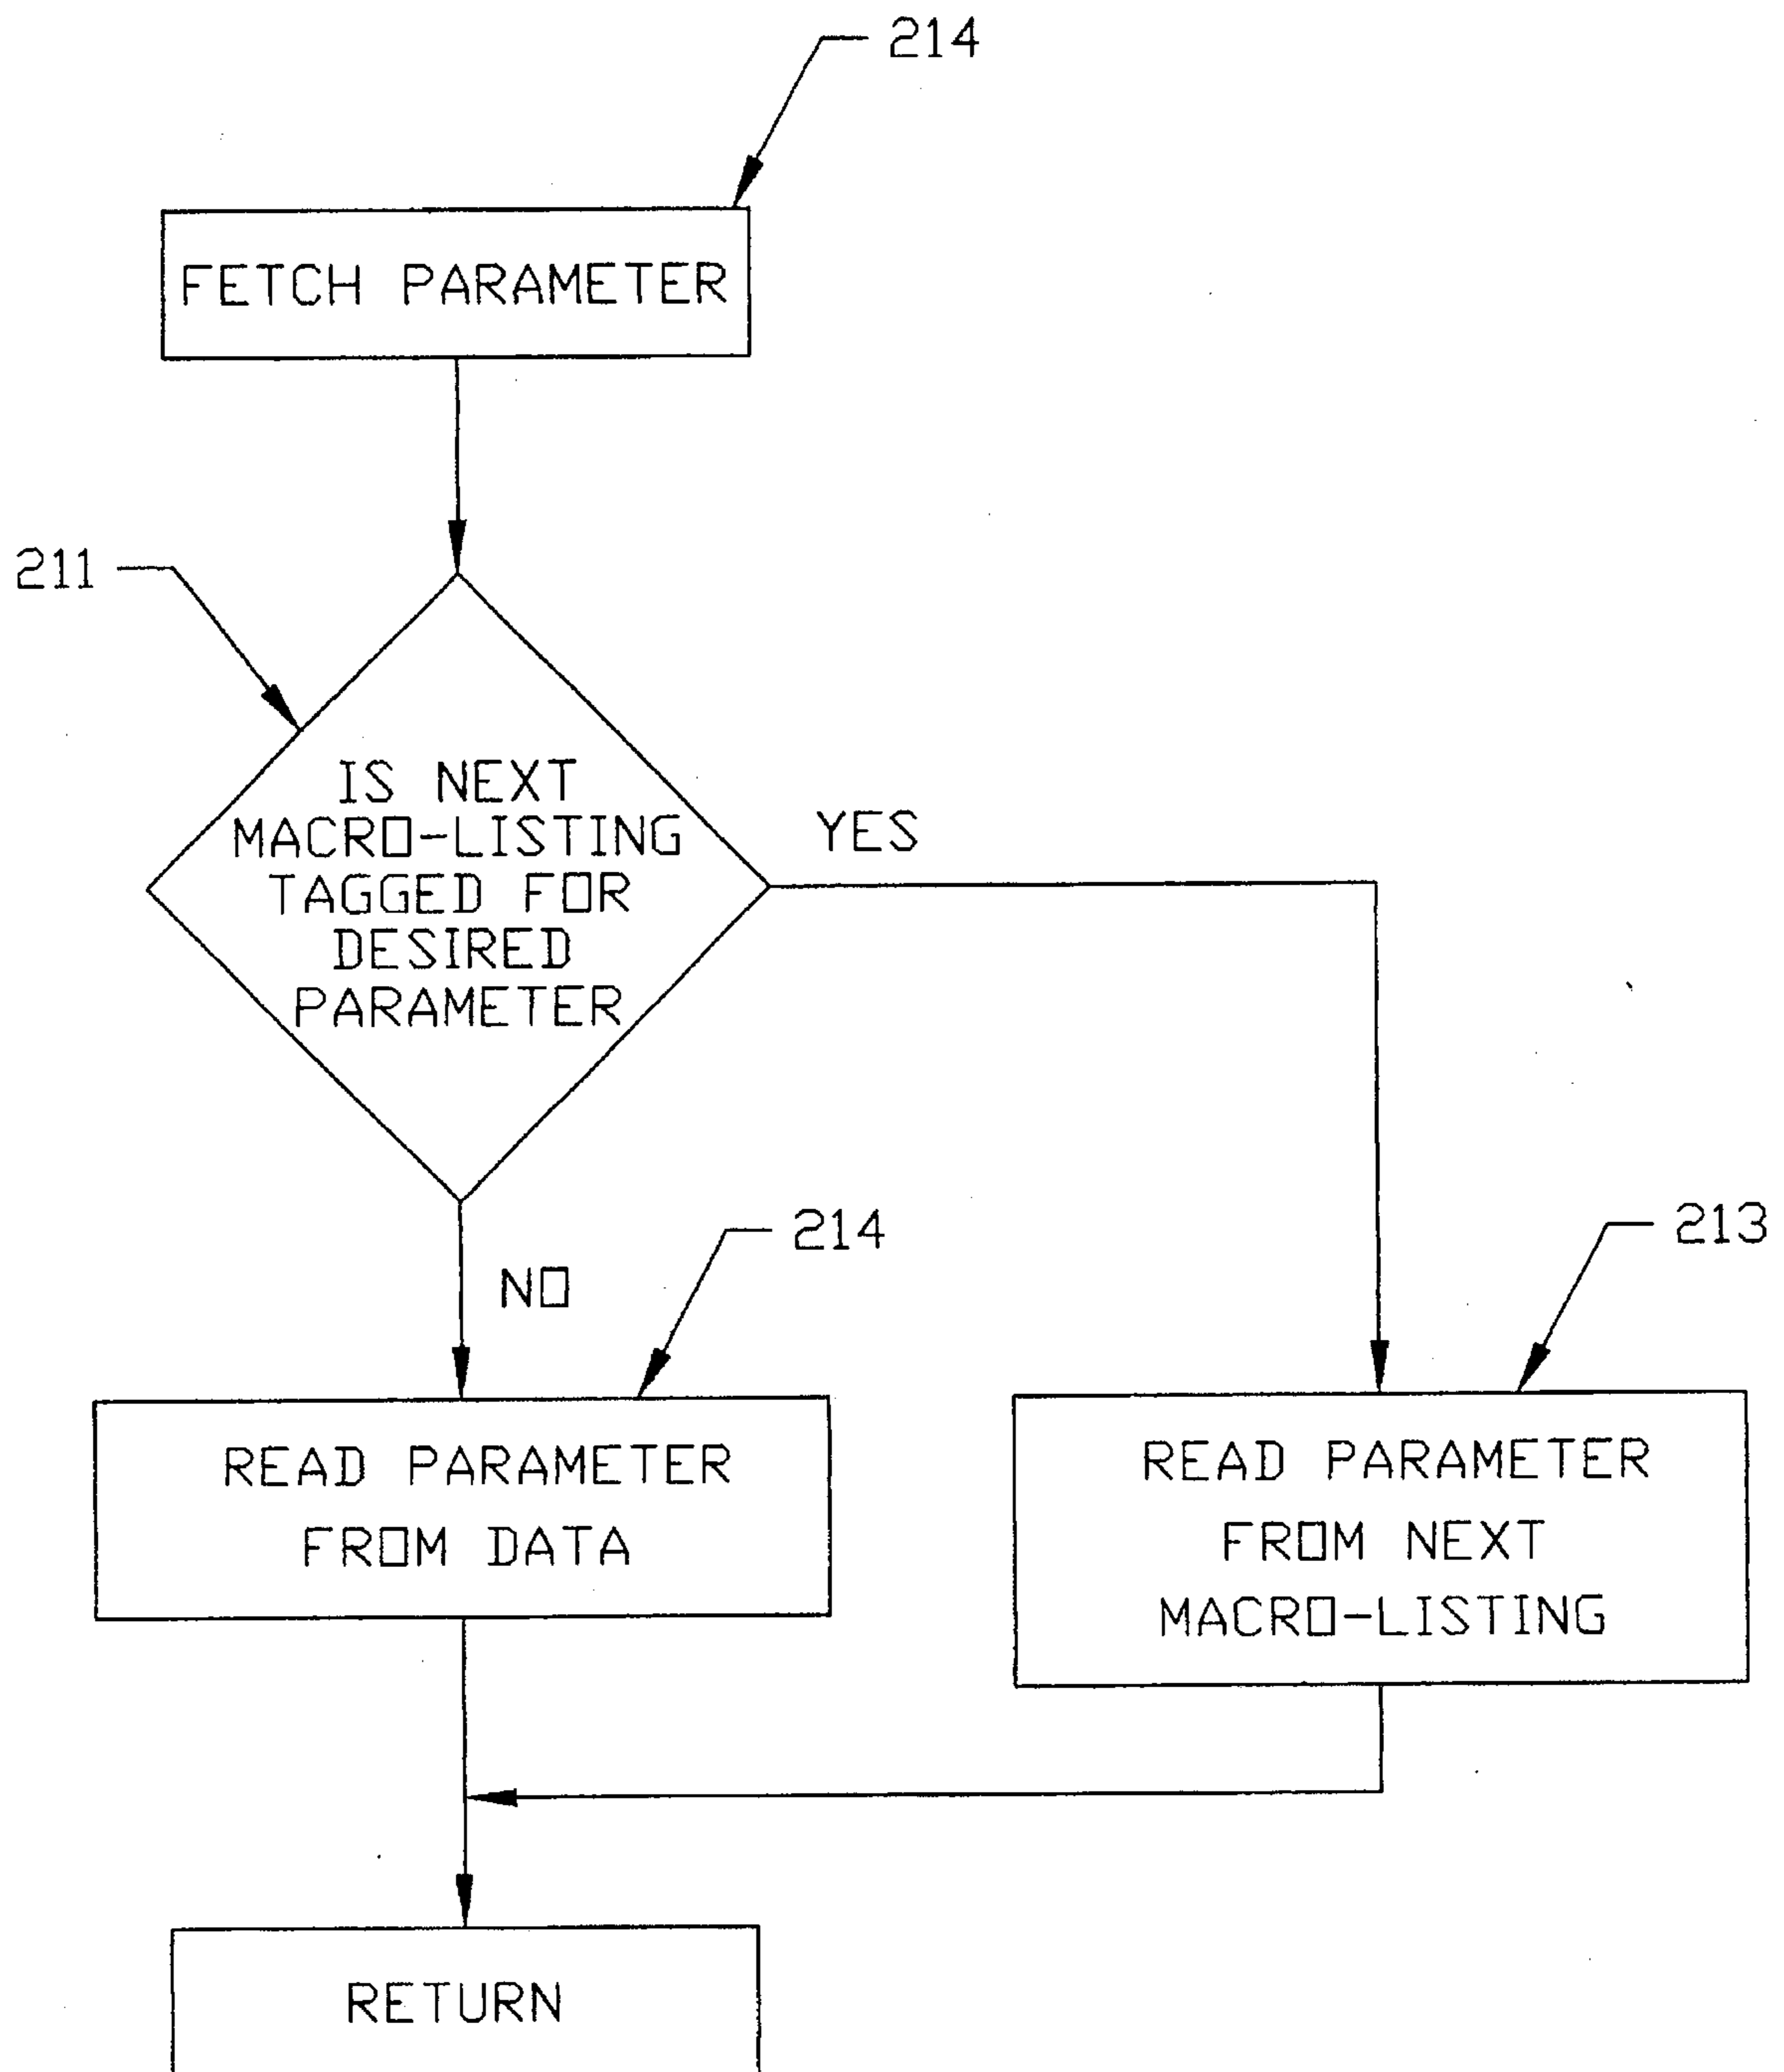 214
FETCH PARAMETER
211
IS NEXT
MACRO-LISTING
TAGGED FOR
DESIRED
PARAMETER
YES
NO
214
213
READ PARAMETER
FROM DATA
READ PARAMETER
FROM NEXT
MACRO-LISTING
RETURN